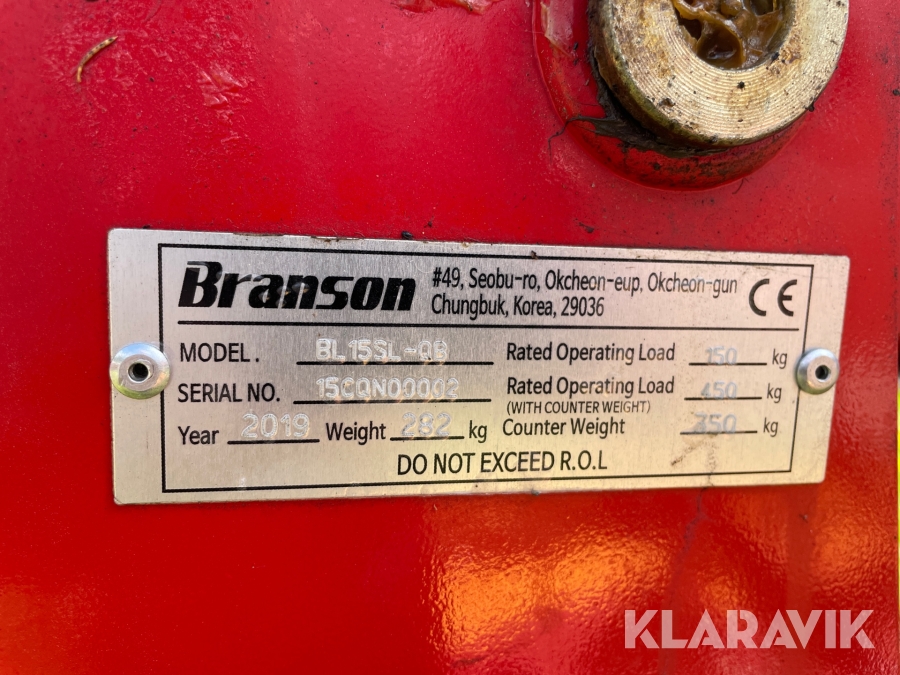 Branson
#49, Seobu-ro, Okcheon-eup, Okcheon-gun
Chungbuk, Korea, 29036
CE
MODEL. BL15SL-QB Rated Operating Load 150 kg
SERIAL NO. Rated Operating Load 450 kg
(WITH COUNTER WEIGHT)
Year 2019 Weight 282 kg Counter Weight 350 kg
DO NOT EXCEED R.O.L
KLARAVIK